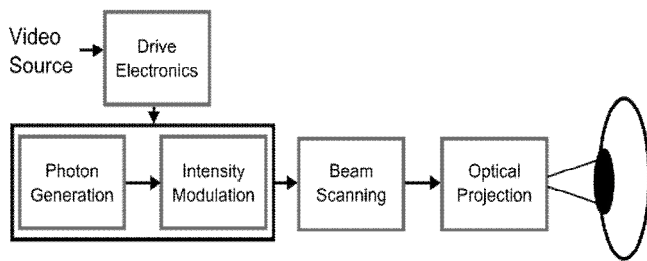 Video
Source
Drive
Electronics
Photon
Generation
Intensity
Modulation
Beam
Scanning
Optical
Projection